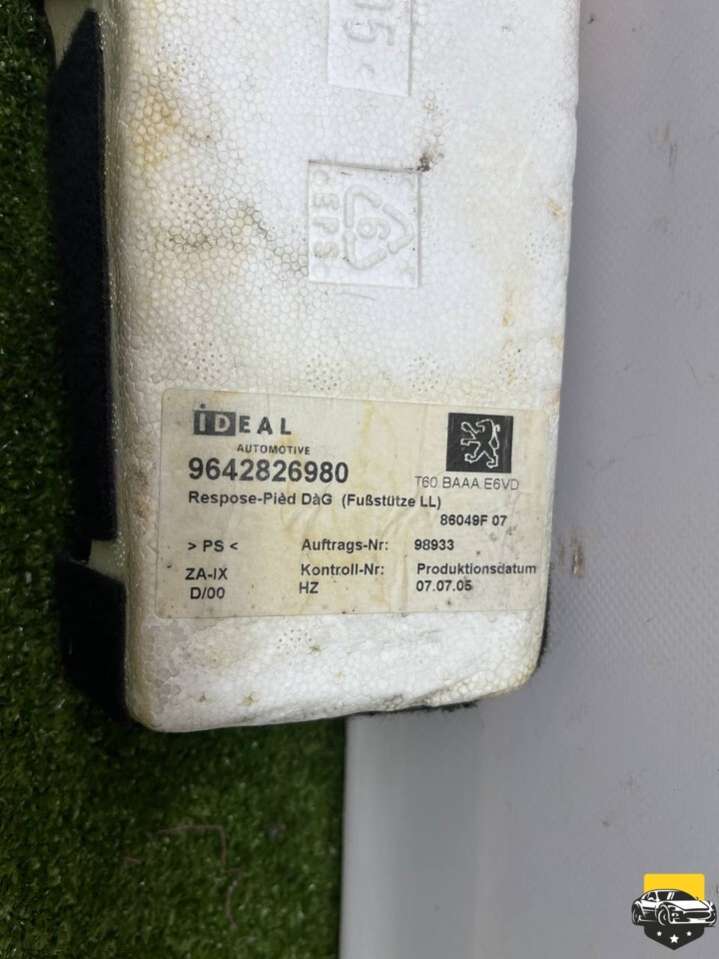 05<
6
EPS
iDEAL
AUTOMOTIVE
9642826980
T60 BAAA E6VD
Respose-Pièd DàG (Fußstütze LL)
86049F 07
> PS < Auftrags-Nr: 98933
ZA-IX Kontroll-Nr: Produktionsdatum
D/00 HZ 07.07.05